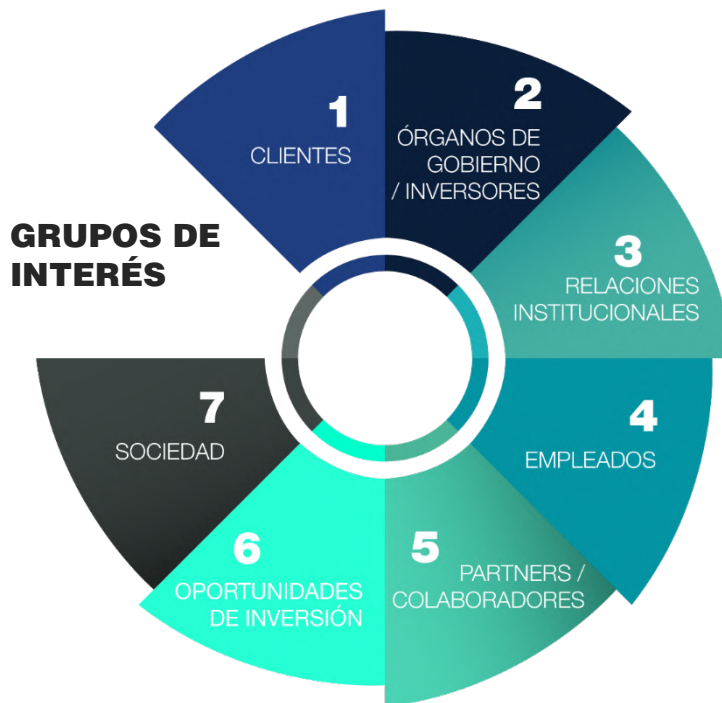 GRUPOS DE
INTERÉS
1
CLIENTES
2
ÓRGANOS DE
GOBIERNO
/ INVERSORES
3
RELACIONES
INSTITUCIONALES
4
EMPLEADOS
5
PARTNERS /
COLABORADORES
6
OPORTUNIDADES
DE INVERSIÓN
7
SOCIEDAD